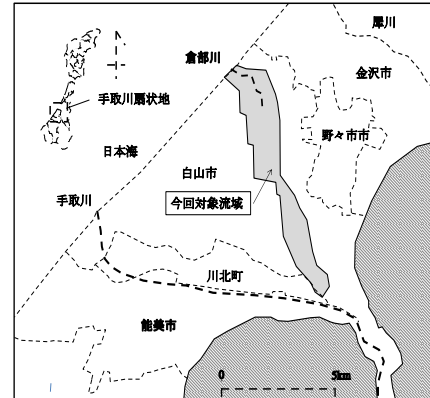 犀川
倉部川
金沢市
手取川扇状地
野々市市
日本海
白山市
手取川
今回対象流域
川北町
能美市
0 5km